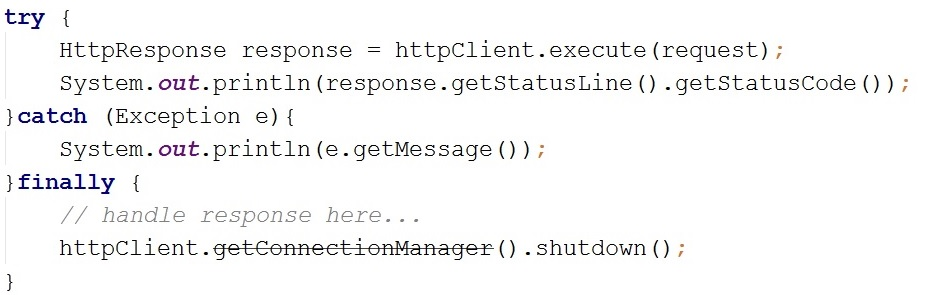 try {
    HttpResponse response = httpClient.execute(request);
    System.out.println(response.getStatusLine().getStatusCode());
}catch (Exception e){
    System.out.println(e.getMessage());
}finally {
    // handle response here...
    httpClient.getConnectionManager().shutdown();
}